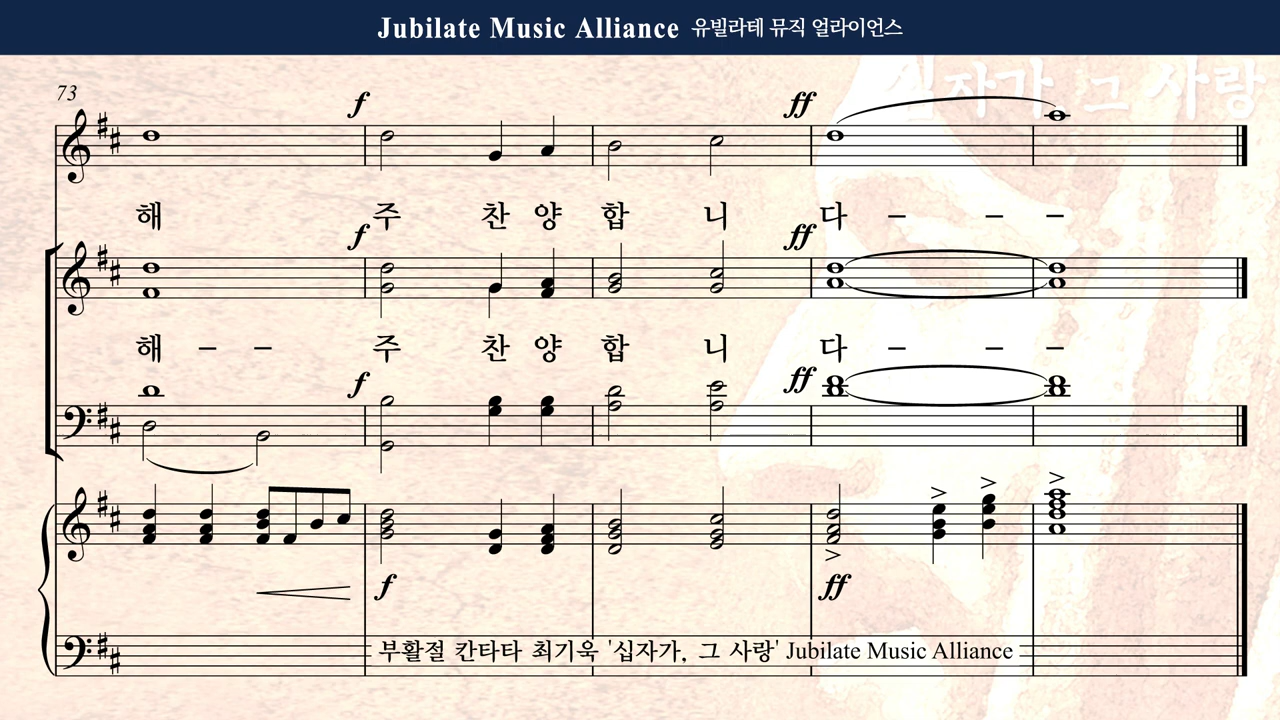 Jubilate Music Alliance 유빌라테 뮤직 얼라이언스
십자가, 그 사랑
73
f ff
해 주 찬 양 합 니 다 – – –
f ff
해 – – 주 찬 양 합 니 다 – – –
f ff
f ff
부활절 칸타타 최기욱 '십자가, 그 사랑' Jubilate Music Alliance